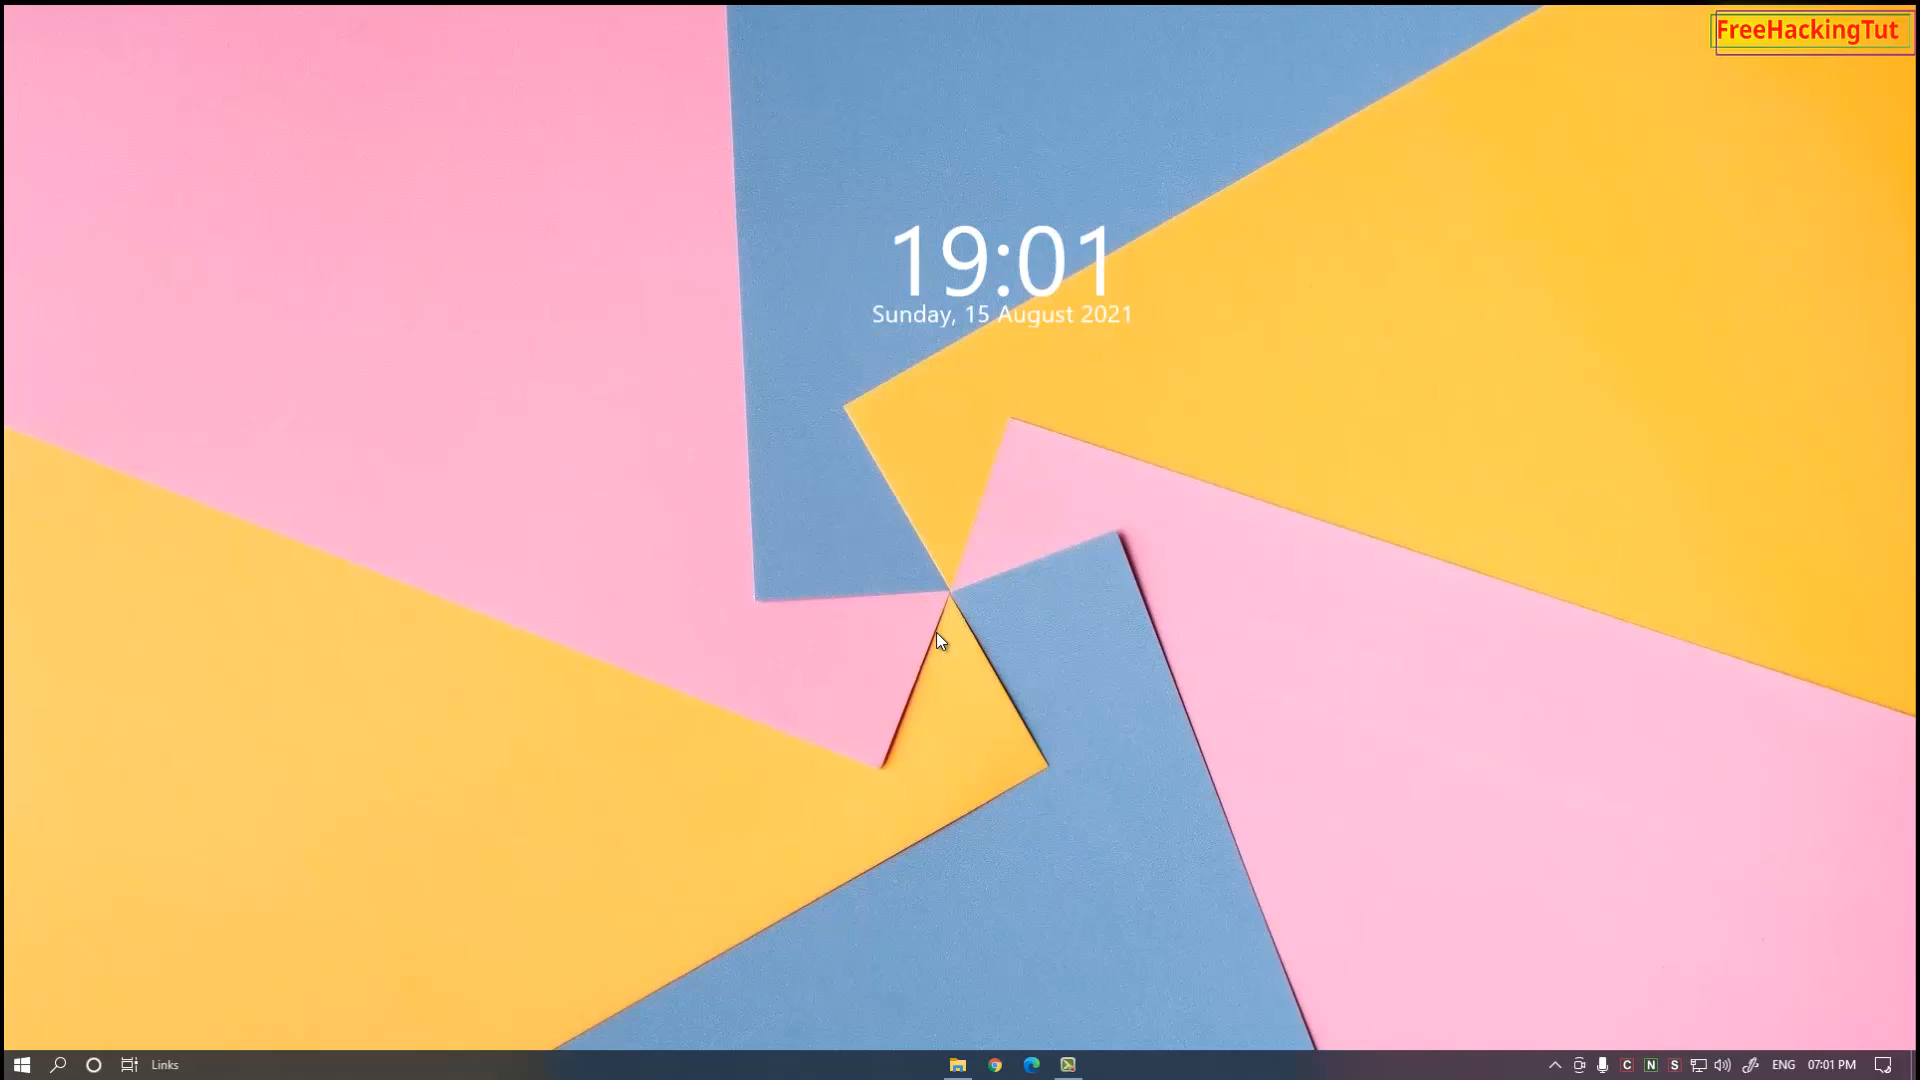 FreeHackingTut
19:01
Sunday, 15 August 2021
Links
C N S ENG 07:01 PM